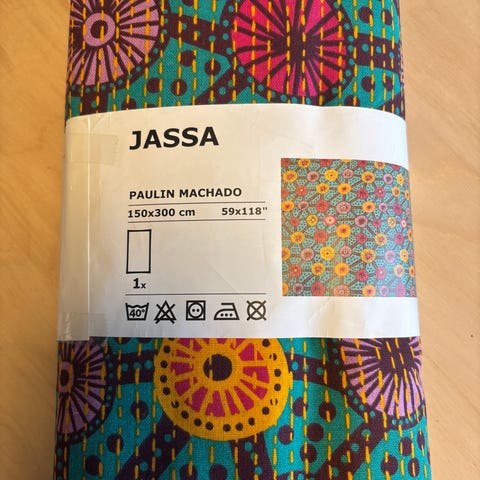 JASSA
PAULIN MACHADO
150x300 cm 59x118"
1x
40°